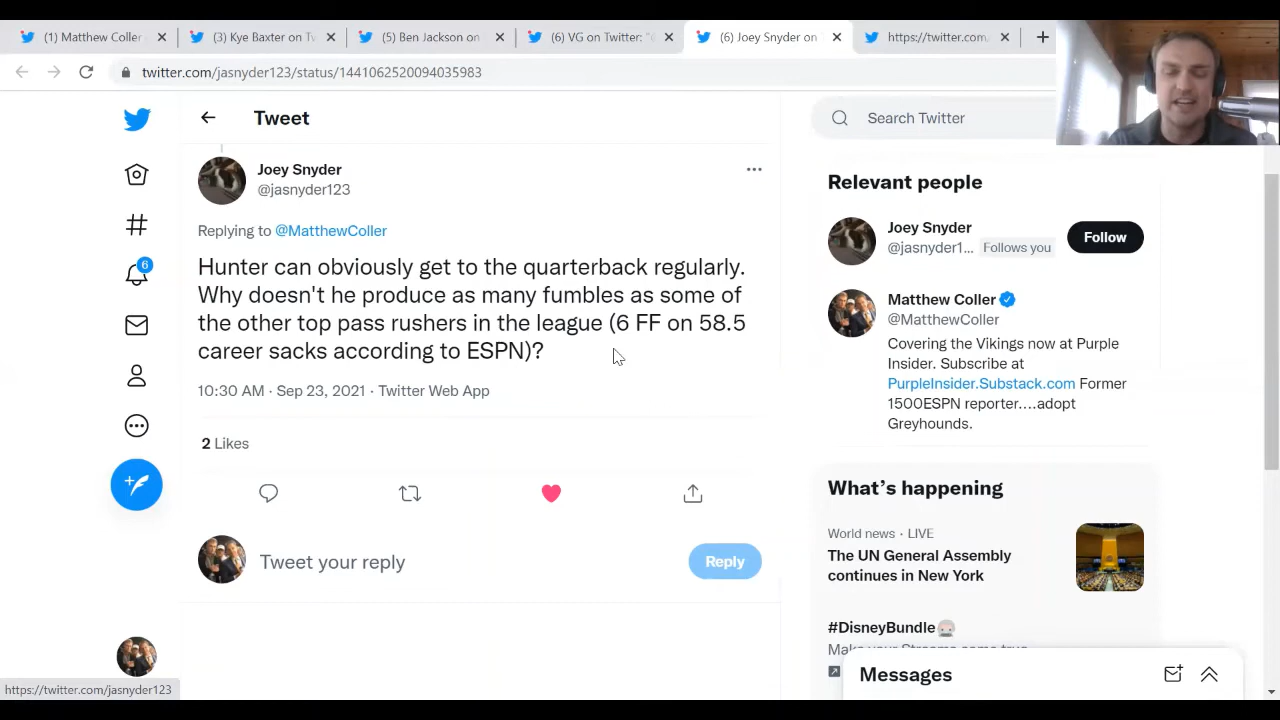 (1) Matthew Coller
(3) Kye Baxter on Tv
(5) Ben Jackson on
(6) VG on Twitter: "
(6) Joey Snyder on
https://twitter.com/
twitter.com/jasnyder123/status/1441062520094035983
Tweet
Search Twitter
Joey Snyder
@jasnyder123
Replying to @MatthewColler
Hunter can obviously get to the quarterback regularly.
Why doesn't he produce as many fumbles as some of
the other top pass rushers in the league (6 FF on 58.5
career sacks according to ESPN)?
10:30 AM · Sep 23, 2021 · Twitter Web App
2 Likes
Tweet your reply
Reply
6
Relevant people
Joey Snyder
@jasnyder1... Follows you
Follow
Matthew Coller
@MatthewColler
Covering the Vikings now at Purple
Insider. Subscribe at
PurpleInsider.Substack.com Former
1500ESPN reporter....adopt
Greyhounds.
What's happening
World news · LIVE
The UN General Assembly
continues in New York
#DisneyBundle
Messages
https://twitter.com/jasnyder123